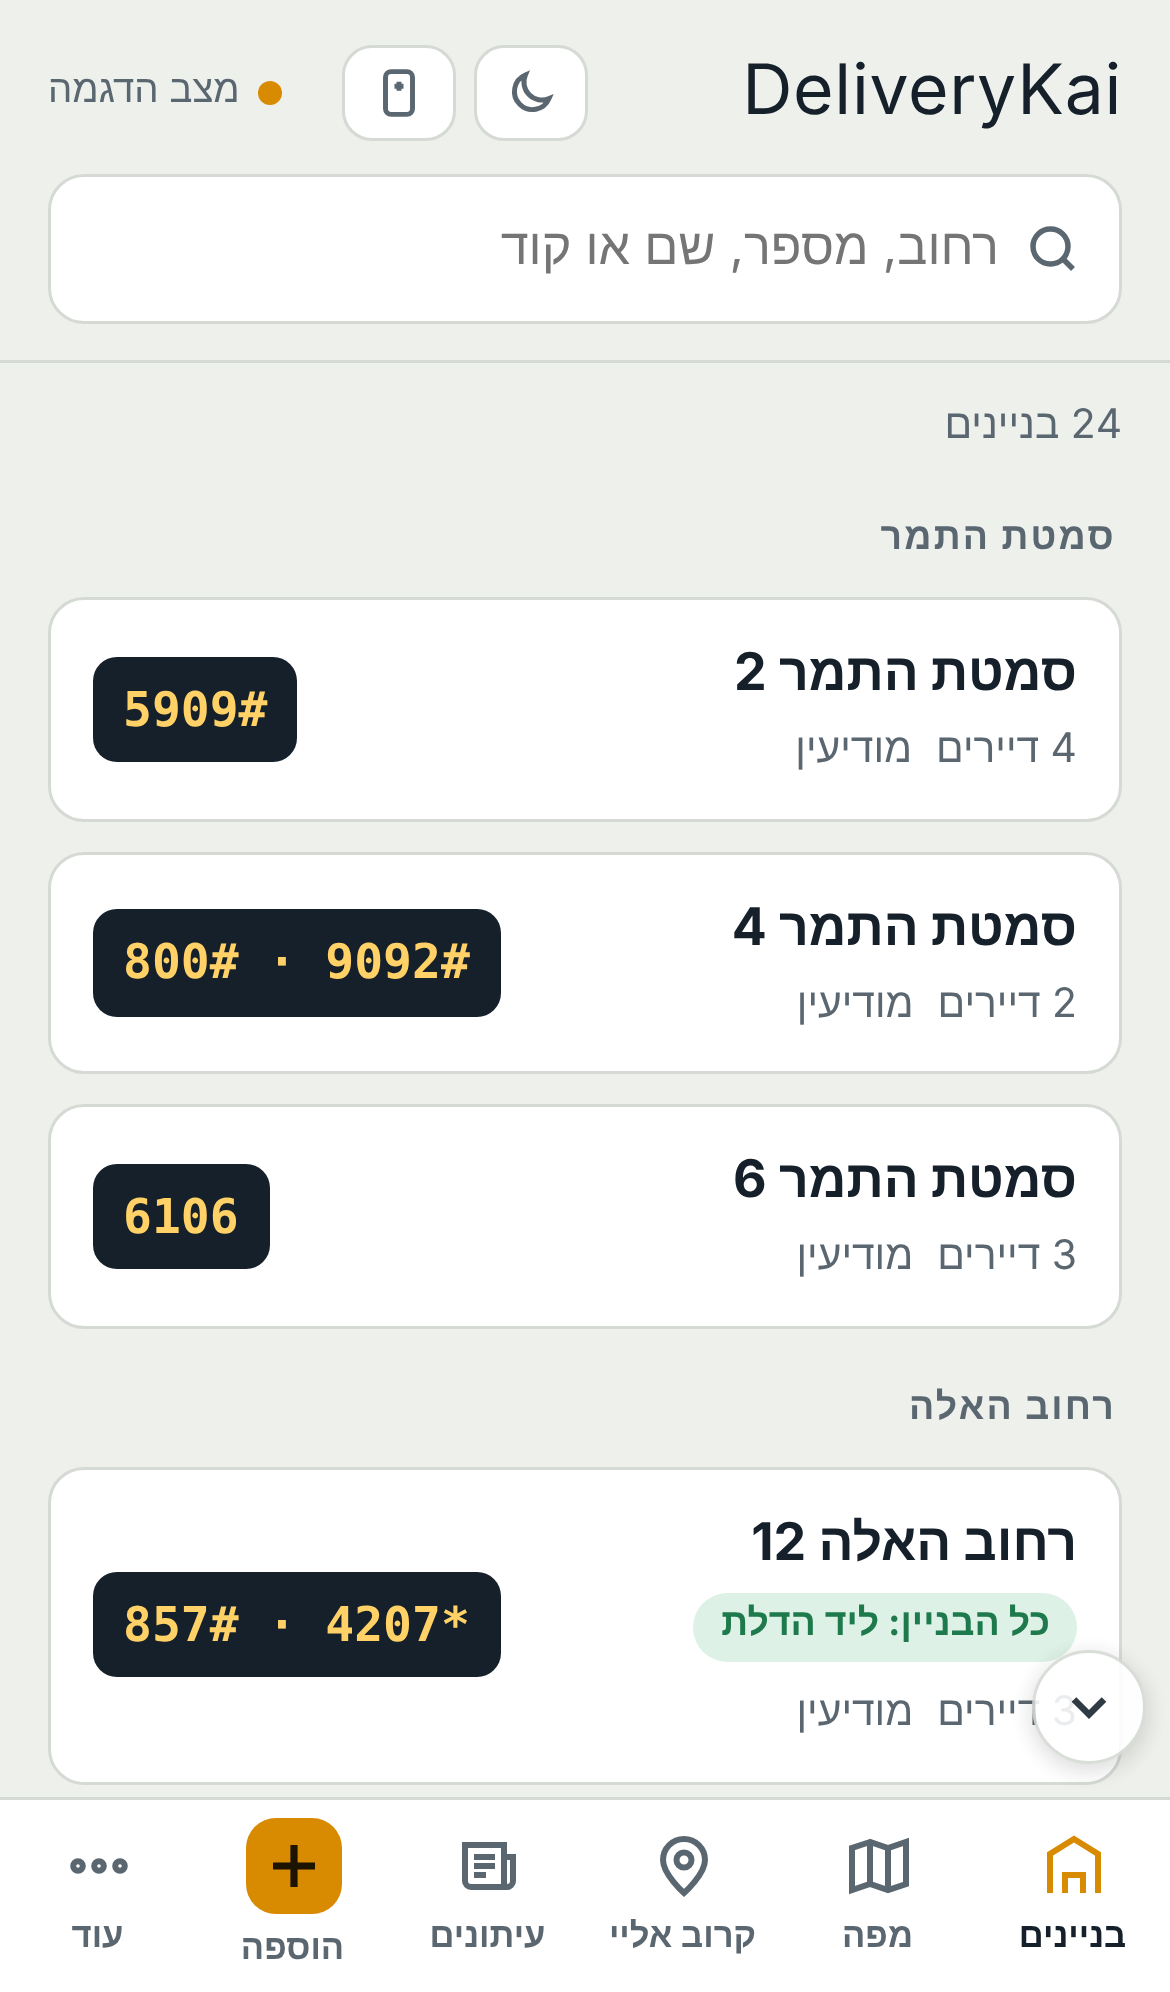 DeliveryKai
מצב הדגמה
רחוב, מספר, שם או קוד
24 בניינים
סמטת התמר
סמטת התמר 2
4 דיירים מודיעין
5909#
סמטת התמר 4
2 דיירים מודיעין
800# · 9092#
סמטת התמר 6
3 דיירים מודיעין
6106
רחוב האלה
רחוב האלה 12
כל הבניין: ליד הדלת
3 דיירים מודיעין
857# · 4207*
בניינים
מפה
קרוב אליי
עיתונים
הוספה
עוד